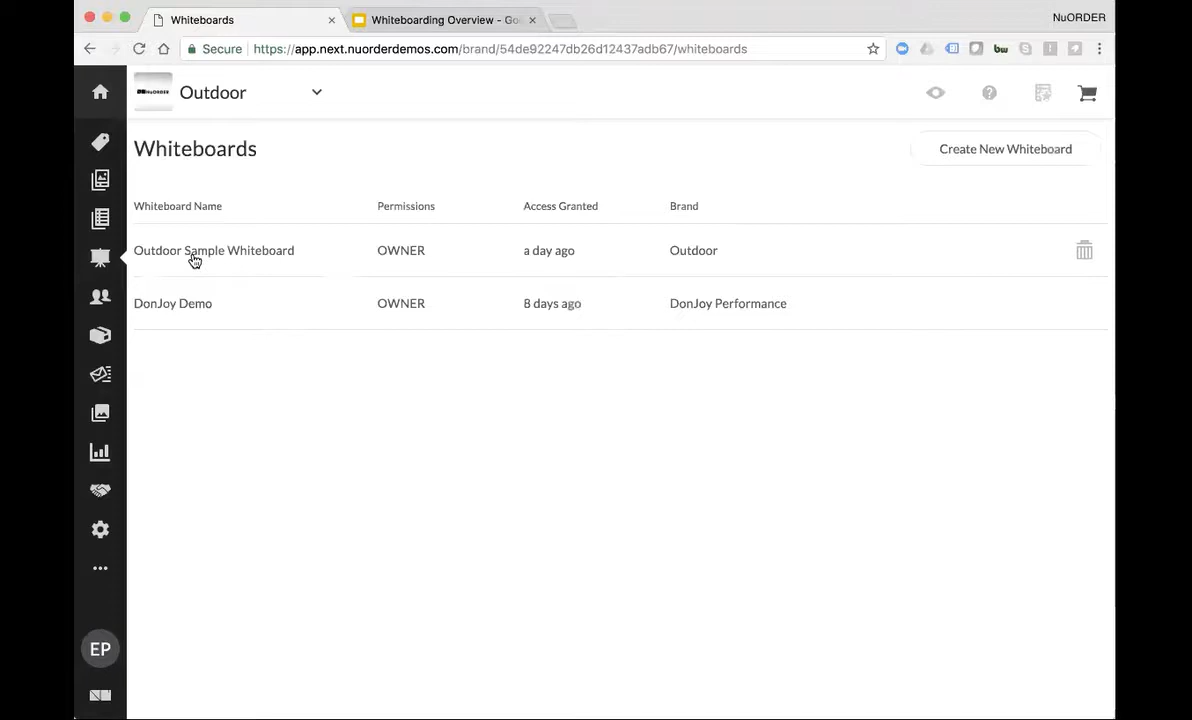 Whiteboards
Whiteboarding Overview - Go
NuORDER
Secure https://app.next.nuorderdemos.com/brand/54de92247db26d12437adb67/whiteboards
bw
NuORDER Outdoor
Whiteboards
Create New Whiteboard
Whiteboard Name Permissions Access Granted Brand
Outdoor Sample Whiteboard OWNER a day ago Outdoor
DonJoy Demo OWNER 8 days ago DonJoy Performance
EP